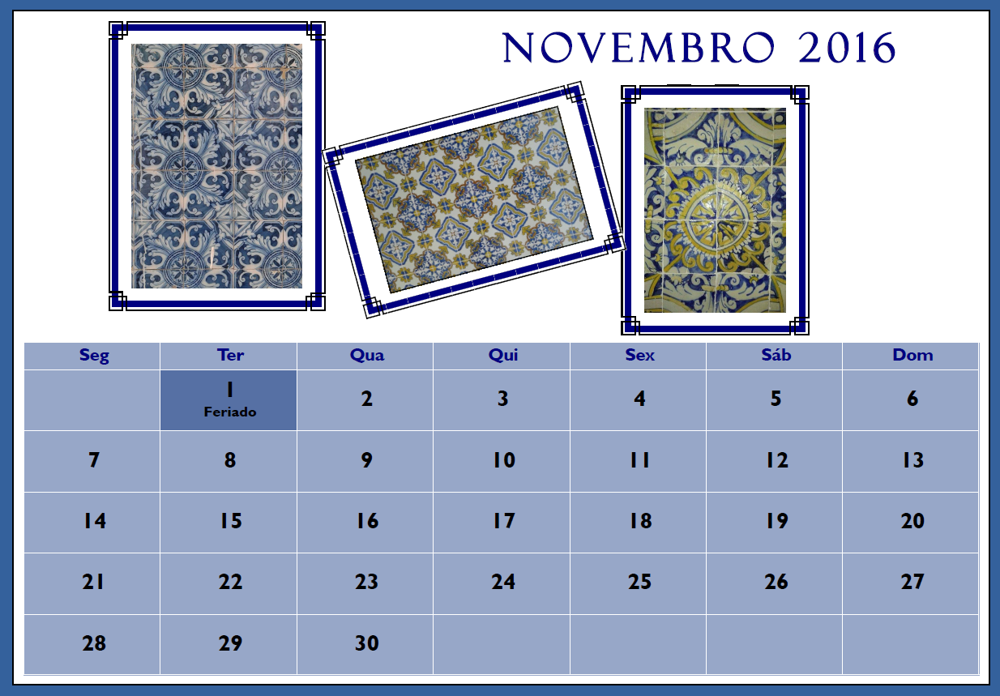 NOVEMBRO 2016
Seg Ter Qua Qui Sex Sáb Dom
1 2 3 4 5 6
Feriado
7 8 9 10 11 12 13
14 15 16 17 18 19 20
21 22 23 24 25 26 27
28 29 30